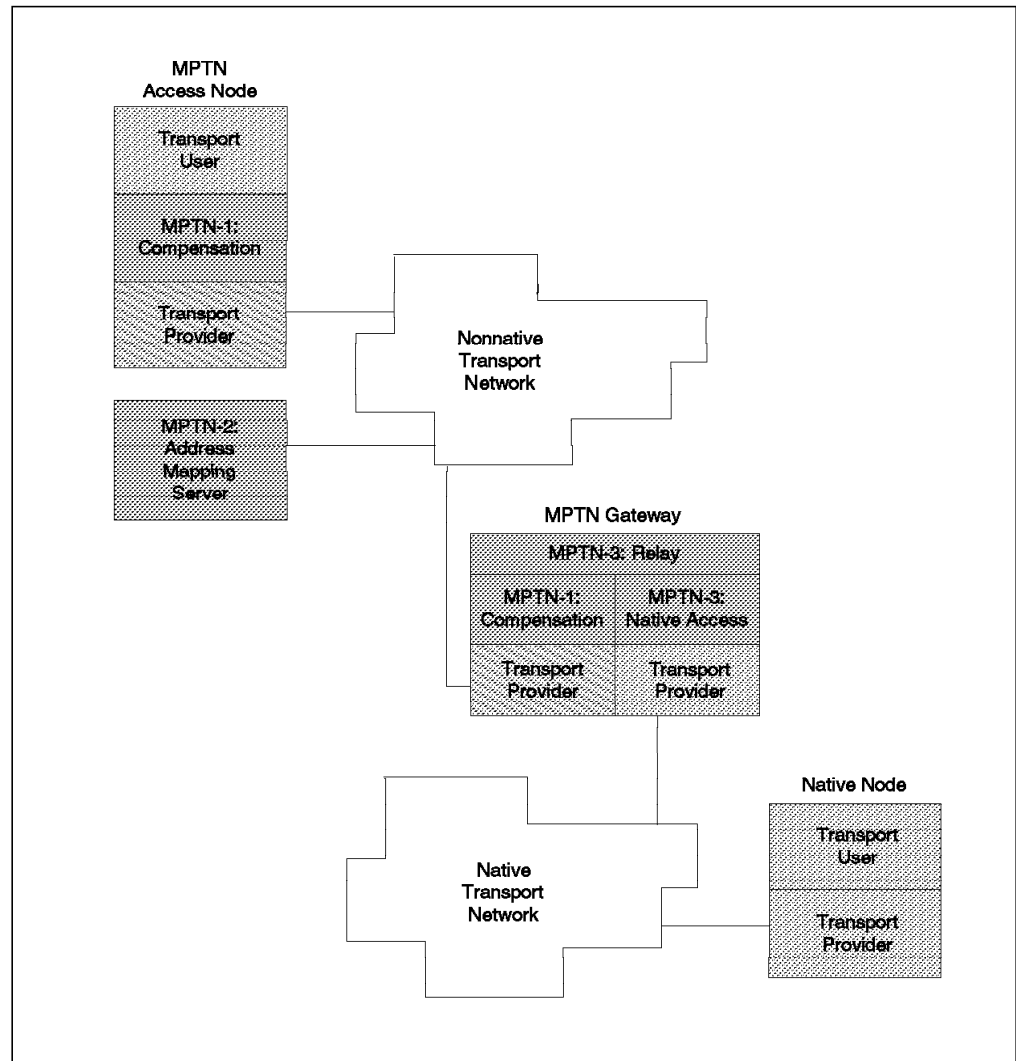 MPTN
Access Node
Transport
User
MPTN-1:
Compensation
Transport
Provider
Nonnative
Transport
Network
MPTN-2:
Address
Mapping
Server
MPTN Gateway
MPTN-3: Relay
MPTN-1:
Compensation
MPTN-3:
Native Access
Transport
Provider
Transport
Provider
Native
Transport
Network
Native Node
Transport
User
Transport
Provider